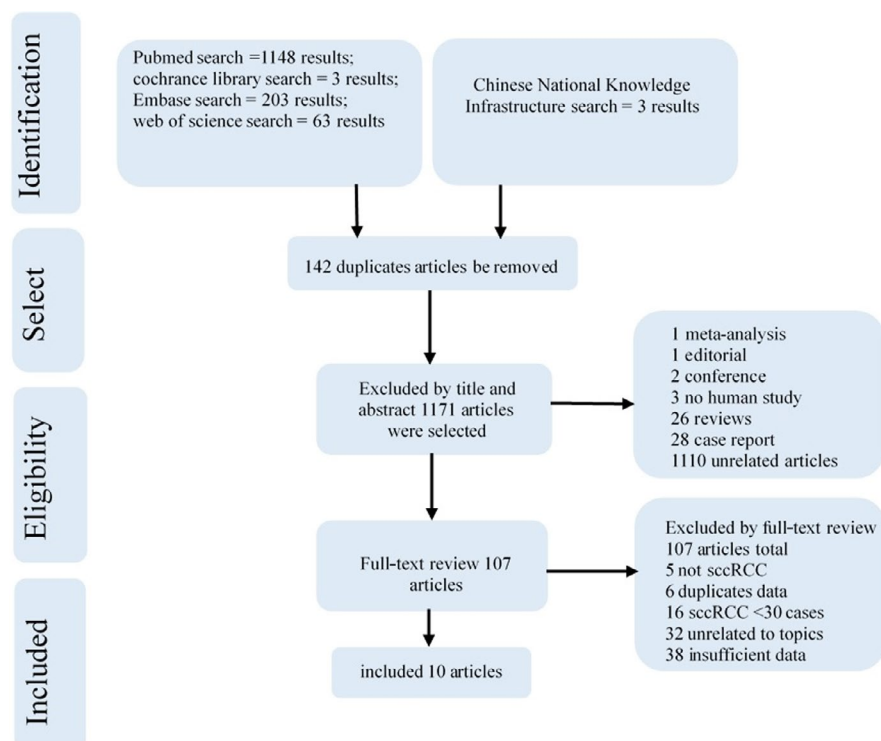 Identification
Pubmed search =1148 results;
cochrance library search = 3 results;
Embase search = 203 results;
web of science search = 63 results
Chinese National Knowledge
Infrastructure search = 3 results
Select
142 duplicates articles be removed
Eligibility
Excluded by title and
abstract 1171 articles
were selected
1 meta-analysis
1 editorial
2 conference
3 no human study
26 reviews
28 case report
1110 unrelated articles
Full-text review 107
articles
Excluded by full-text review
107 articles total
5 not sccRCC
6 duplicates data
16 sccRCC <30 cases
32 unrelated to topics
38 insufficient data
Included
included 10 articles